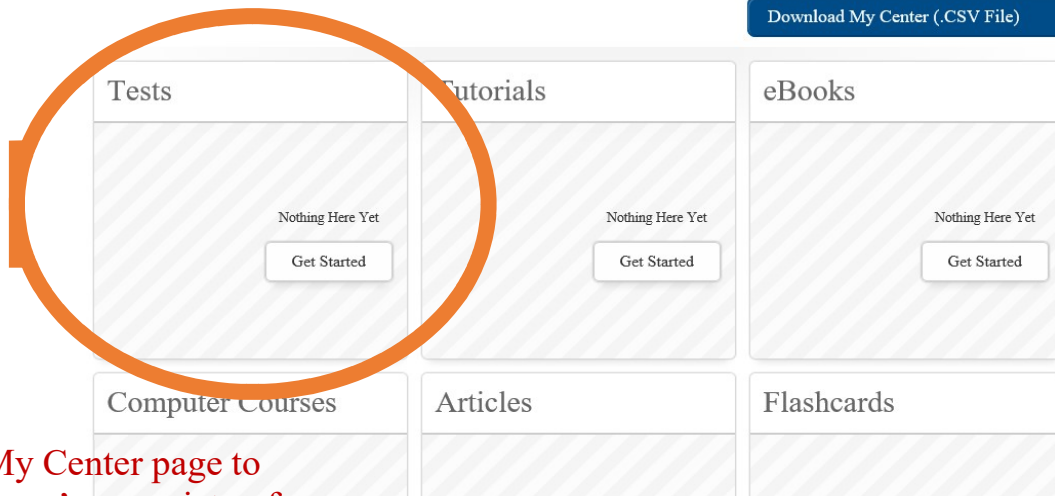 Download My Center (.CSV File)
Tests
Tutorials
eBooks
Nothing Here Yet
Nothing Here Yet
Nothing Here Yet
Get Started
Get Started
Get Started
Computer Courses
Articles
Flashcards
My Center page to